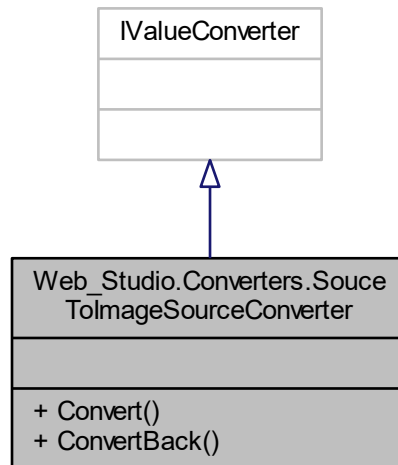 IValueConverter
Web_Studio.Converters.Souce
ToImageSourceConverter
+ Convert()
+ ConvertBack()